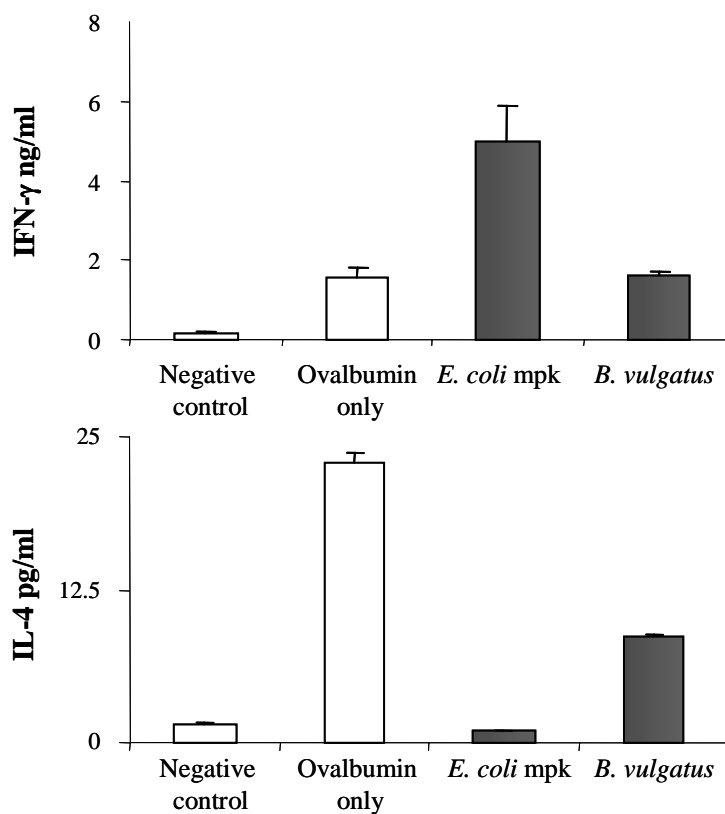 8
6
4
2
0
IFN-γ ng/ml
Negative control
Ovalbumin only
E. coli mpk
B. vulgatus
25
12.5
0
IL-4 pg/ml
Negative control
Ovalbumin only
E. coli mpk
B. vulgatus